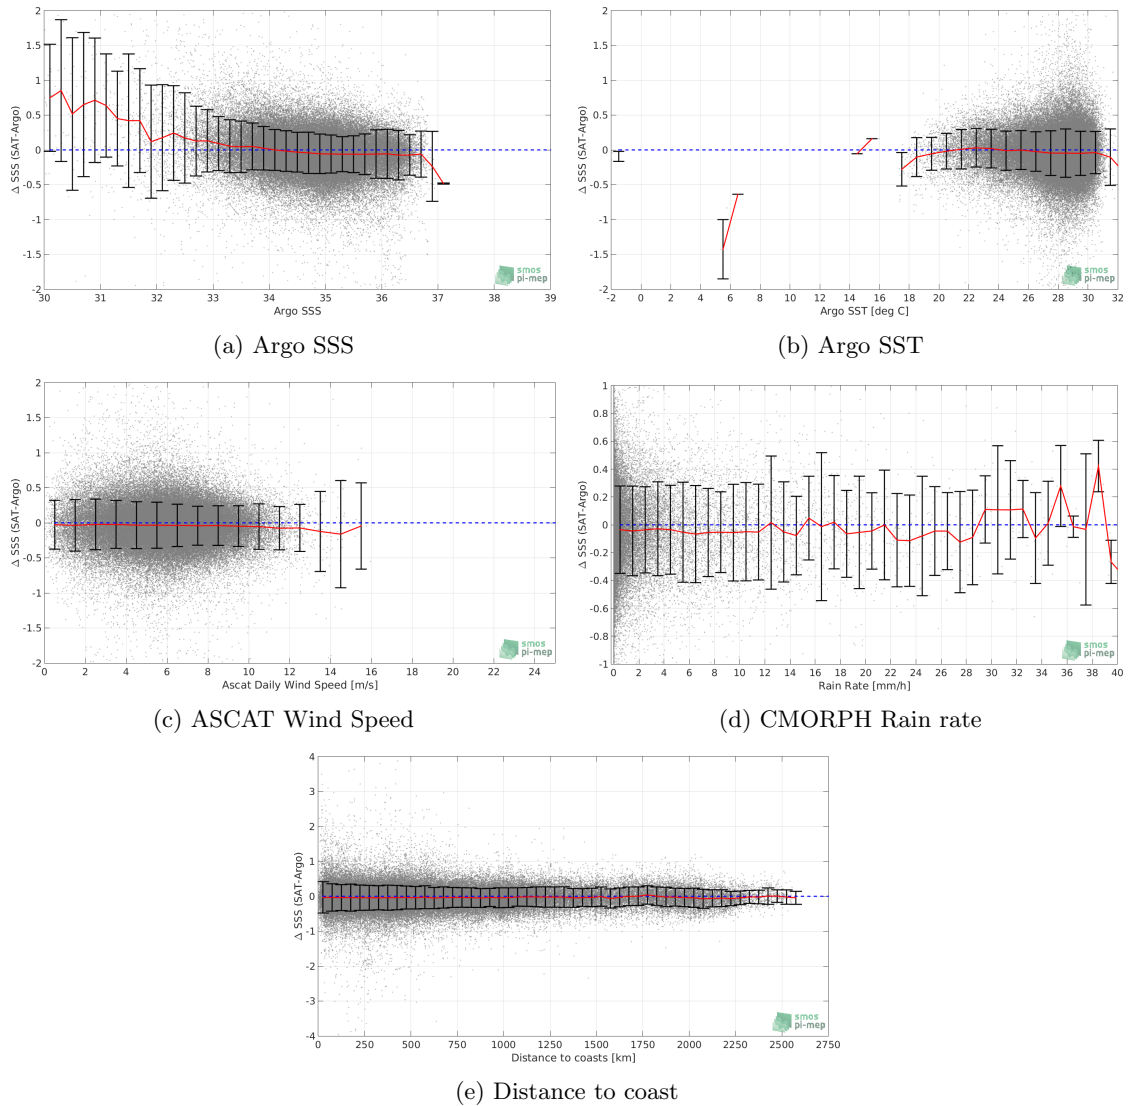 2
1.5
1
0.5
0
-0.5
-1
-1.5
-2
Δ SSS (SAT-Argo)
30 31 32 33 34 35 36 37 38 39
Argo SSS
smos
pi-mep
(a) Argo SSS
2
1.5
1
0.5
0
-0.5
-1
-1.5
-2
Δ SSS (SAT-Argo)
-2 0 2 4 6 8 10 12 14 16 18 20 22 24 26 28 30 32
Argo SST [deg C]
smos
pi-mep
(b) Argo SST
2
1.5
1
0.5
0
-0.5
-1
-1.5
-2
Δ SSS (SAT-Argo)
0 2 4 6 8 10 12 14 16 18 20 22 24
Ascat Daily Wind Speed [m/s]
smos
pi-mep
(c) ASCAT Wind Speed
1
0.8
0.6
0.4
0.2
0
-0.2
-0.4
-0.6
-0.8
-1
Δ SSS (SAT-Argo)
0 2 4 6 8 10 12 14 16 18 20 22 24 26 28 30 32 34 36 38 40
Rain Rate [mm/h]
smos
pi-mep
(d) CMORPH Rain rate
4
3
2
1
0
-1
-2
-3
-4
Δ SSS (SAT-Argo)
0 250 500 750 1000 1250 1500 1750 2000 2250 2500 2750
Distance to coasts [km]
smos
pi-mep
(e) Distance to coast